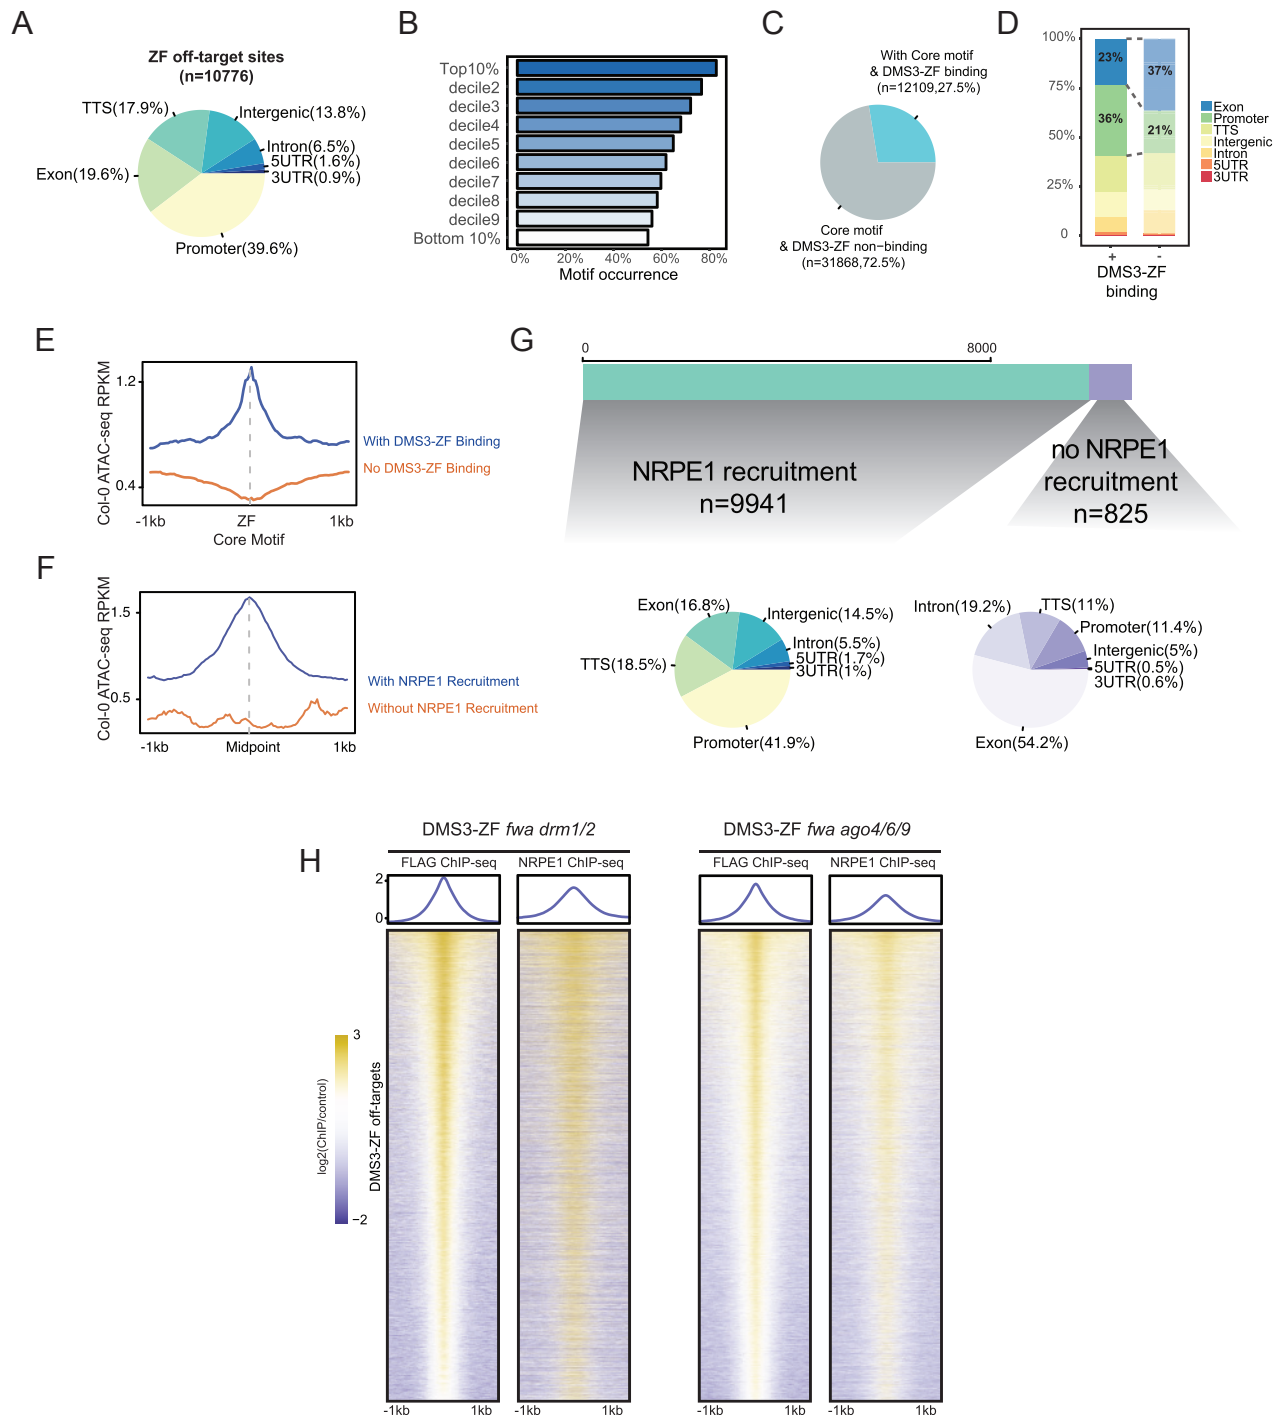 A
ZF off-target sites
(n=10776)
TTS(17.9%)
Intergenic(13.8%)
Intron(6.5%)
5UTR(1.6%)
3UTR(0.9%)
Exon(19.6%)
Promoter(39.6%)
B
Top10%
decile2
decile3
decile4
decile5
decile6
decile7
decile8
decile9
Bottom 10%
0%
20%
40%
60%
80%
Motif occurrence
C
With Core motif
& DMS3-ZF binding
(n=12109,27.5%)
Core motif
& DMS3-ZF non−binding
(n=31868,72.5%)
D
100%
75%
50%
25%
0
23%
36%
37%
21%
+
-
DMS3-ZF
binding
Exon
Promoter
TTS
Intergenic
Intron
5UTR
3UTR
E
Col-0 ATAC-seq RPKM
1.2
0.4
With DMS3-ZF Binding
No DMS3-ZF Binding
-1kb
ZF
1kb
Core Motif
F
Col-0 ATAC-seq RPKM
1.5
0.5
With NRPE1 Recruitment
Without NRPE1 Recruitment
-1kb
Midpoint
1kb
G
0
8000
NRPE1 recruitment
n=9941
no NRPE1
recruitment
n=825
Exon(16.8%)
Intergenic(14.5%)
Intron(5.5%)
5UTR(1.7%)
3UTR(1%)
TTS(18.5%)
Promoter(41.9%)
Intron(19.2%)
TTS(11%)
Promoter(11.4%)
Intergenic(5%)
5UTR(0.5%)
3UTR(0.6%)
Exon(54.2%)
H
DMS3-ZF fwa drm1/2
DMS3-ZF fwa ago4/6/9
FLAG ChIP-seq
NRPE1 ChIP-seq
FLAG ChIP-seq
NRPE1 ChIP-seq
2
0
3
−2
log2(ChIP/control)
DMS3-ZF off-targets
-1kb
1kb
-1kb
1kb
-1kb
1kb
-1kb
1kb